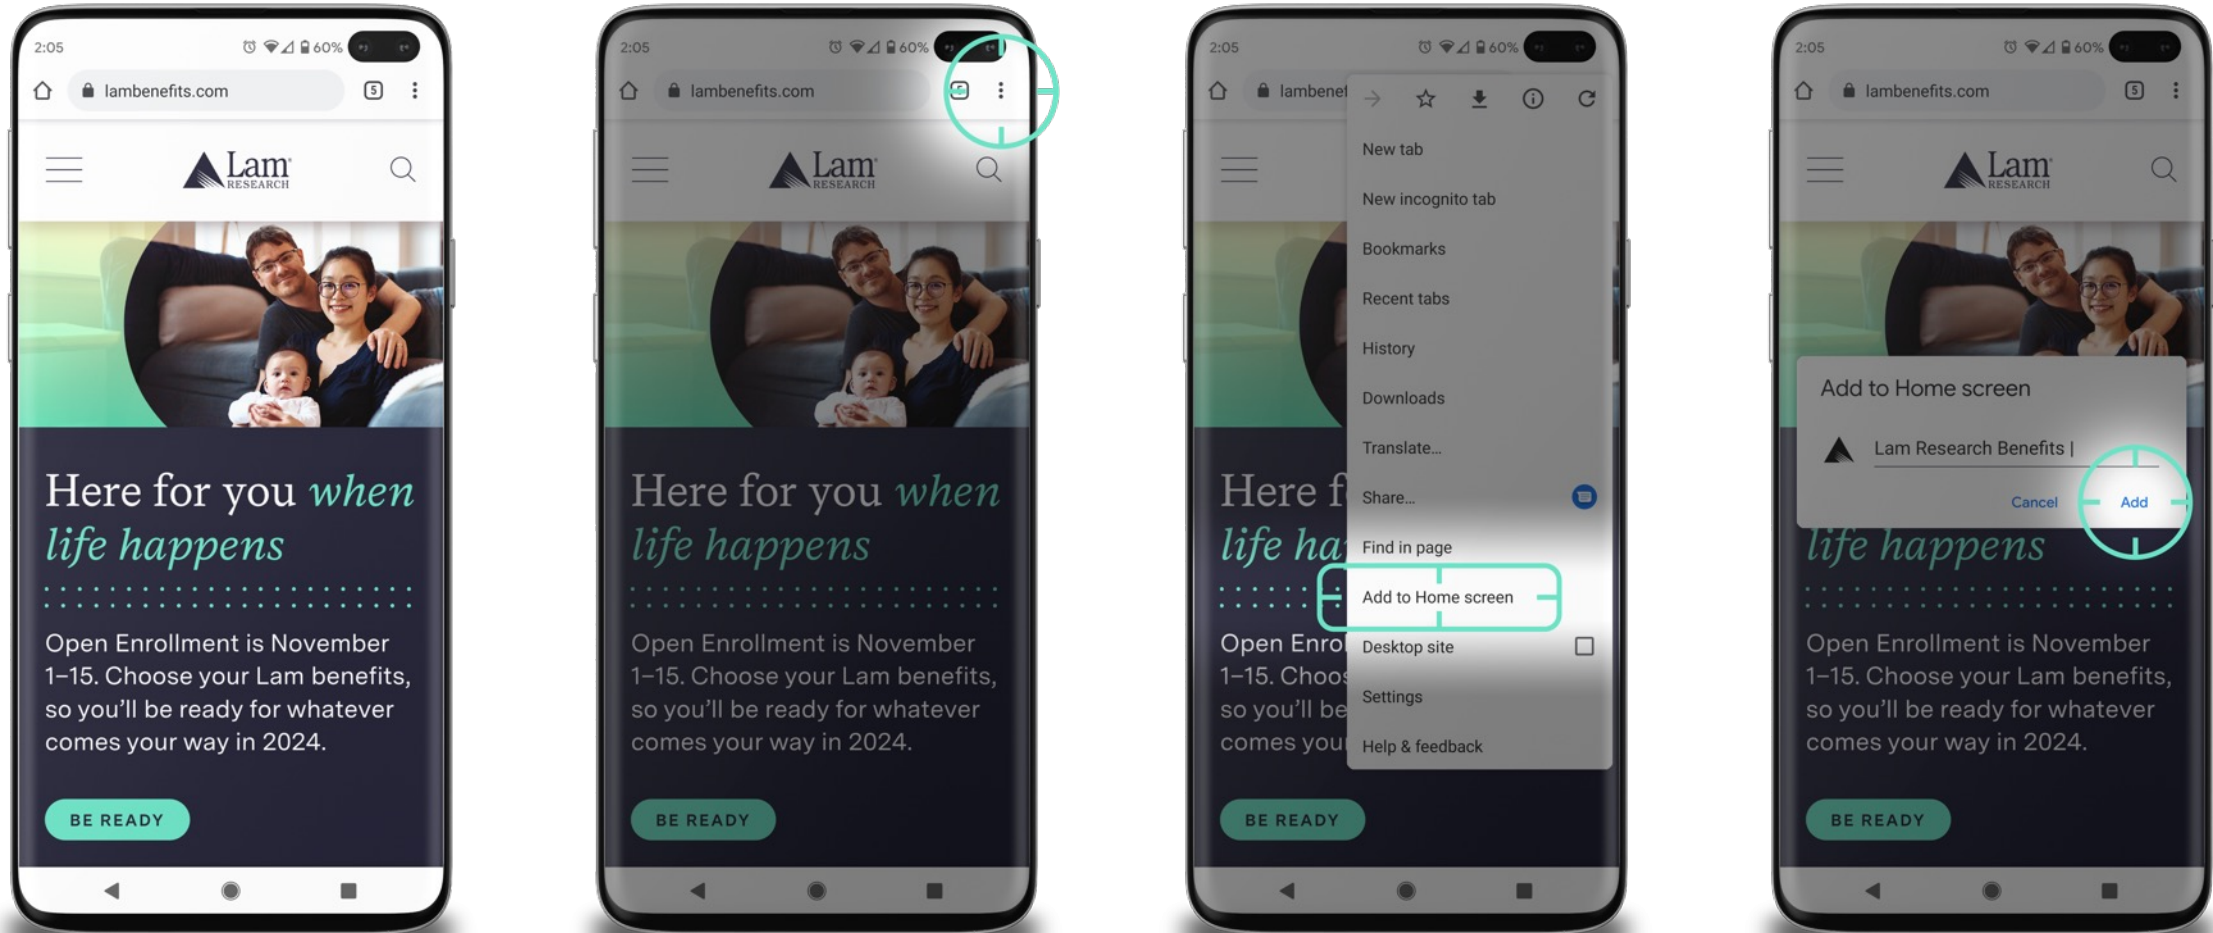 2:05
60%
lambenefits.com
5
Lam
RESEARCH
Here for you when
life happens
Open Enrollment is November
1–15. Choose your Lam benefits,
so you’ll be ready for whatever
comes your way in 2024.
BE READY
2:05
60%
lambenefits.com
Lam
RESEARCH
Here for you when
life happens
Open Enrollment is November
1–15. Choose your Lam benefits,
so you’ll be ready for whatever
comes your way in 2024.
BE READY
2:05
60%
lambenef
New tab
New incognito tab
Bookmarks
Recent tabs
History
Downloads
Translate...
Share...
Find in page
Add to Home screen
Desktop site
Settings
Help & feedback
Here f
life ha
Open Enrol
1–15. Choos
so you’ll be
comes you
BE READY
2:05
60%
lambenefits.com
5
Lam
RESEARCH
Add to Home screen
Lam Research Benefits |
Cancel
Add
life happens
Open Enrollment is November
1–15. Choose your Lam benefits,
so you’ll be ready for whatever
comes your way in 2024.
BE READY